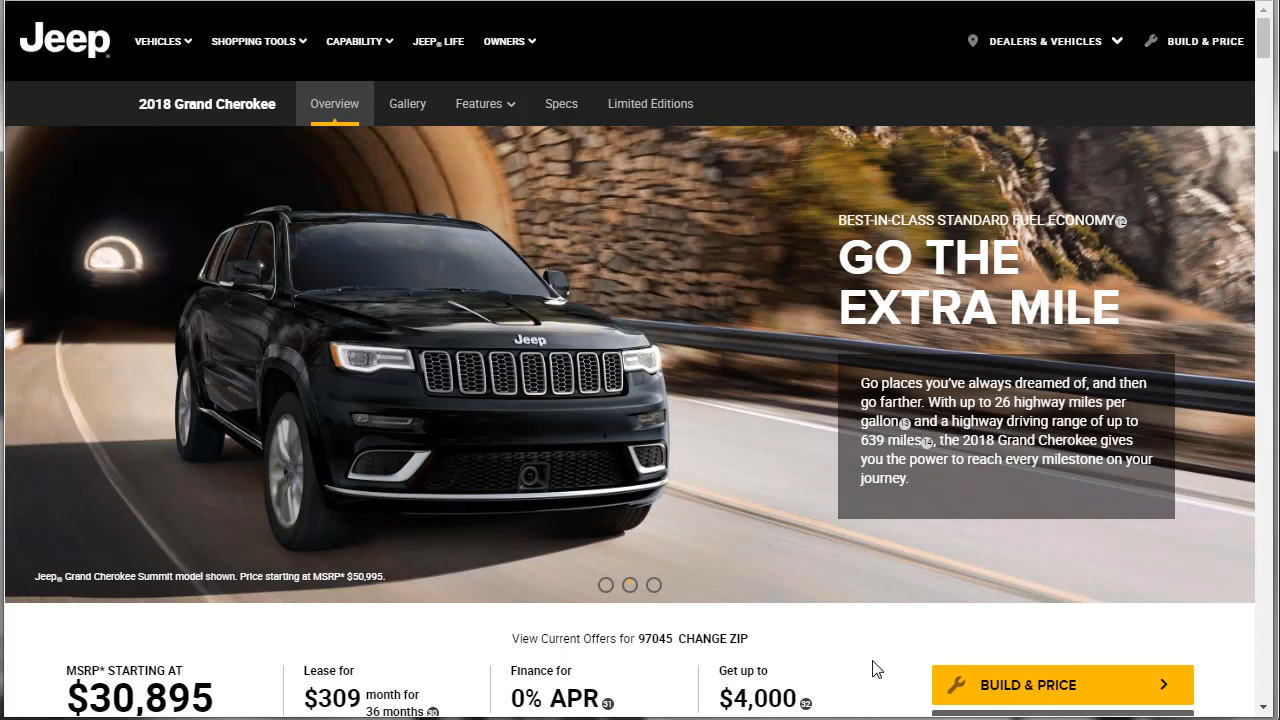 Jeep
VEHICLES
SHOPPING TOOLS
CAPABILITY
JEEP® LIFE
OWNERS
DEALERS & VEHICLES
BUILD & PRICE
2018 Grand Cherokee
Overview
Gallery
Features
Specs
Limited Editions
BEST-IN-CLASS STANDARD FUEL ECONOMY 12
GO THE
EXTRA MILE
Jeep
Go places you've always dreamed of, and then
go farther. With up to 26 highway miles per
gallon 13 and a highway driving range of up to
639 miles 14, the 2018 Grand Cherokee gives
you the power to reach every milestone on your
journey.
Jeep® Grand Cherokee Summit model shown. Price starting at MSRP* $50,995.
View Current Offers for 97045 CHANGE ZIP
MSRP* STARTING AT
$30,895
Lease for
$309 month for
36 months
Finance for
0% APR 31
Get up to
$4,000 32
BUILD & PRICE